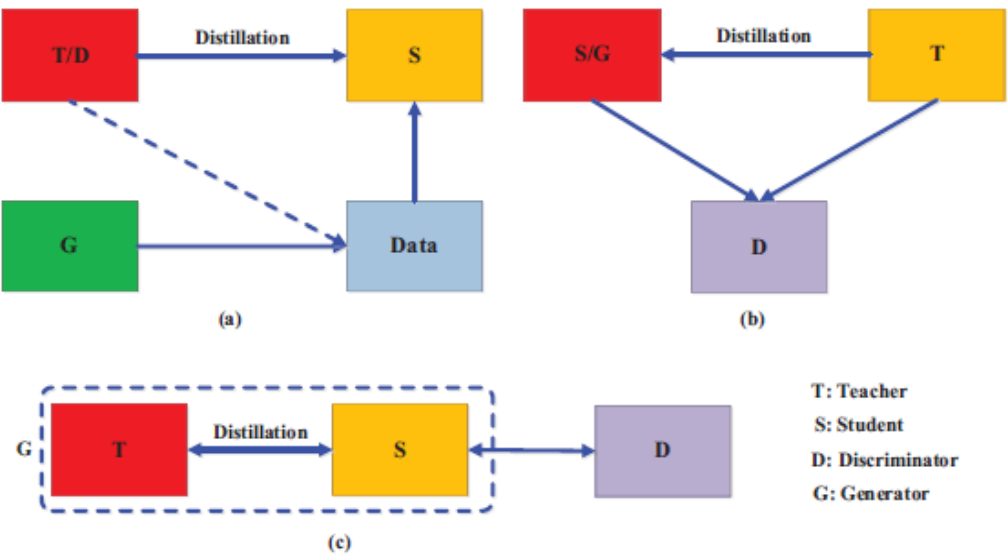 T/D
Distillation
S
G
Data
(a)
S/G
Distillation
T
D
(b)
G
T
Distillation
S
D
(c)
T: Teacher
S: Student
D: Discriminator
G: Generator